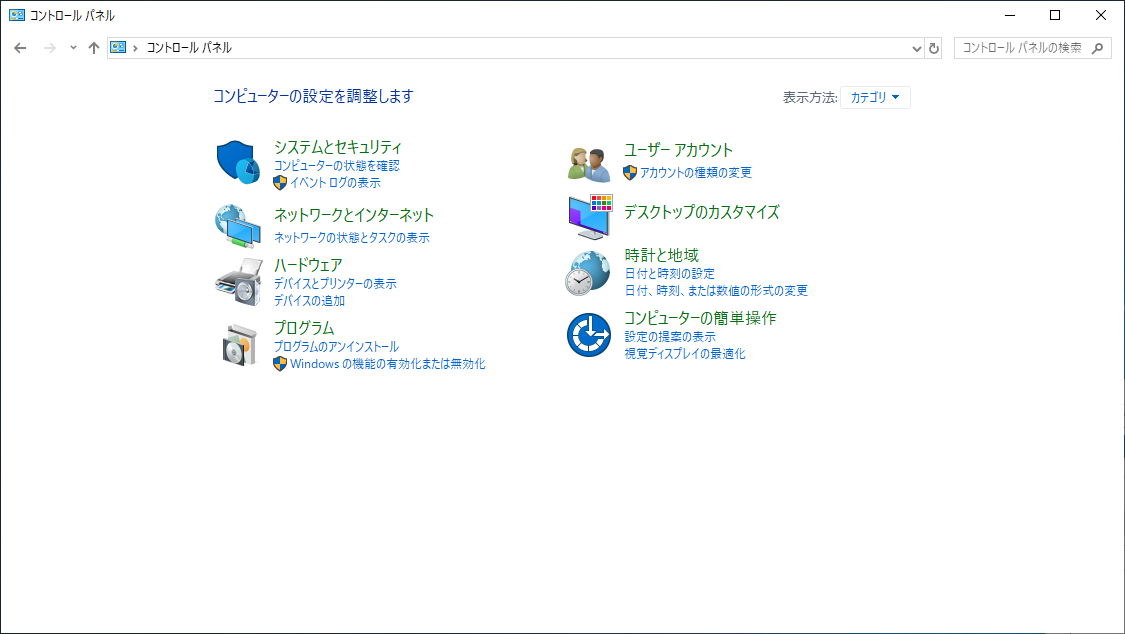 コントロール パネル
コントロール パネル
コントロール パネルの検索
コンピューターの設定を調整します
表示方法: カテゴリ
システムとセキュリティ
コンピューターの状態を確認
イベント ログの表示
ネットワークとインターネット
ネットワークの状態とタスクの表示
ハードウェア
デバイスとプリンターの表示
デバイスの追加
プログラム
プログラムのアンインストール
Windows の機能の有効化または無効化
ユーザー アカウント
アカウントの種類の変更
デスクトップのカスタマイズ
時計と地域
日付と時刻の設定
日付、時刻、または数値の形式の変更
コンピューターの簡単操作
設定の提案の表示
視覚ディスプレイの最適化